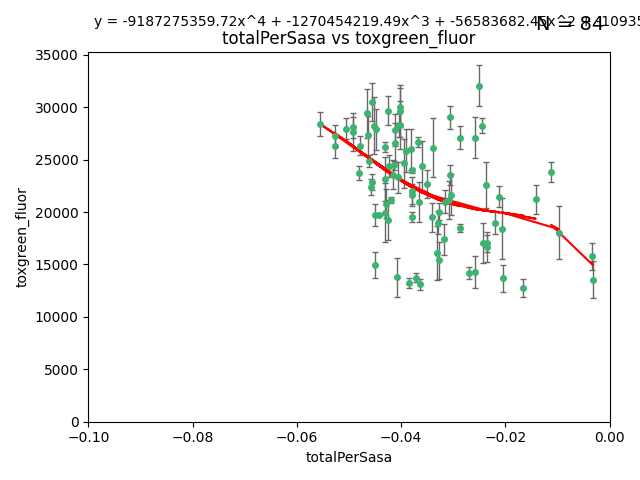 y = -9187275359.72x^4 + -1270454219.49x^3 + -56583682.45x^2 +
N = 84
totalPerSasa vs toxgreen_fluor
35000
30000
25000
20000
15000
10000
5000
0
toxgreen_fluor
−0.10 −0.08 −0.06 −0.04 −0.02 0.00
totalPerSasa